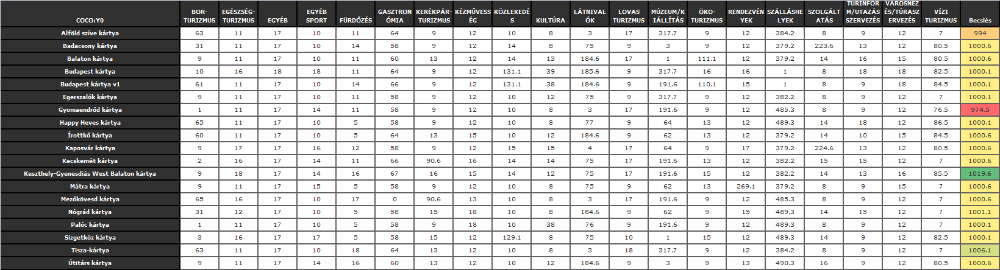 COCO:Y0 BOR-TURIZMUS EGÉSZSÉG-TURIZMUS EGYÉB EGYÉB SPORT FÜRDŐZÉS GASZTRONÓMIA KERÉKPÁR-TURIZMUS KÉZMŰVESSÉG KÖZLEKEDÉS KULTÚRA LÁTNIVALÓK LOVAS TURIZMUS MÚZEUM/KIÁLLÍTÁS ÖKO-TURIZMUS RENDEZVÉNYEK SZÁLLÁSHELYEK SZOLGÁLTATÁS TURINFORM/UTAZÁSSZERVEZÉS VÁROSNÉZÉS/TÚRASZERVEZÉS VÍZI TURIZMUS Becslés
Alföld szíve kártya 63 11 17 10 11 64 9 12 10 8 3 17 317.7 9 12 384.2 8 9 12 7 994
Badacsony kártya 31 11 17 10 14 58 9 12 14 8 75 9 3 9 12 379.2 223.6 13 12 80.5 1000.6
Balaton kártya 9 11 17 10 11 60 13 12 14 13 184.6 17 1 111.1 12 379.2 14 16 15 80.5 1000.6
Budapest kártya 10 16 18 18 11 64 9 12 131.1 39 185.6 9 317.7 16 16 1 8 18 18 82.5 1000.1
Budapest kártya v1 61 11 17 10 14 66 9 12 131.1 38 184.6 9 191.6 110.1 15 1 8 9 18 84.5 1000.1
Egerszalók kártya 9 11 17 10 11 58 9 12 10 12 75 9 317.7 9 12 382.2 8 9 12 7 1000.1
Gyomaendrőd kártya 1 11 17 14 11 58 9 12 10 8 3 17 191.6 9 12 485.3 8 9 12 76.5 974.5
Happy Heves kártya 65 11 17 10 5 58 9 12 10 8 77 9 64 13 12 489.3 14 18 12 86.5 1000.1
Írottkő kártya 60 11 17 10 5 64 13 15 10 12 184.6 9 62 13 12 379.2 14 10 15 84.5 1000.6
Kaposvár kártya 9 17 17 16 12 58 9 12 15 15 4 17 64 9 17 379.2 224.6 13 12 80.5 1000.6
Kecskemét kártya 2 16 17 14 11 66 90.6 16 14 14 75 17 191.6 13 12 382.2 15 15 12 7 1000.6
Keszthely-Gyenesdiás West Balaton kártya 9 18 17 14 16 67 16 15 14 12 75 17 191.6 15 12 382.2 14 13 16 85.5 1019.6
Mátra kártya 9 11 17 15 5 58 9 12 10 8 75 9 62 13 269.1 379.2 8 9 15 7 1000.6
Mezőkövesd kártya 65 16 17 10 17 0 90.6 13 10 8 3 17 191.6 9 12 485.3 8 9 12 7 1000.6
Nógrád kártya 31 12 17 10 5 58 15 18 10 8 184.6 9 62 9 15 489.3 14 15 12 7 1001.1
Palóc kártya 1 11 17 10 5 58 9 18 10 38 76 9 191.6 9 12 489.3 8 9 12 7 1000.1
Sizgetköz kártya 3 16 17 17 5 58 15 12 129.1 8 75 10 1 15 12 489.3 14 9 12 82.5 1000.1
Tisza-kártya 63 11 17 10 18 64 13 12 10 8 3 18 317.7 9 12 384.2 8 9 12 7 1006.1
Útitárs kártya 9 11 17 14 16 60 13 12 10 12 184.6 9 3 9 13 490.3 16 9 12 80.5 1000.6